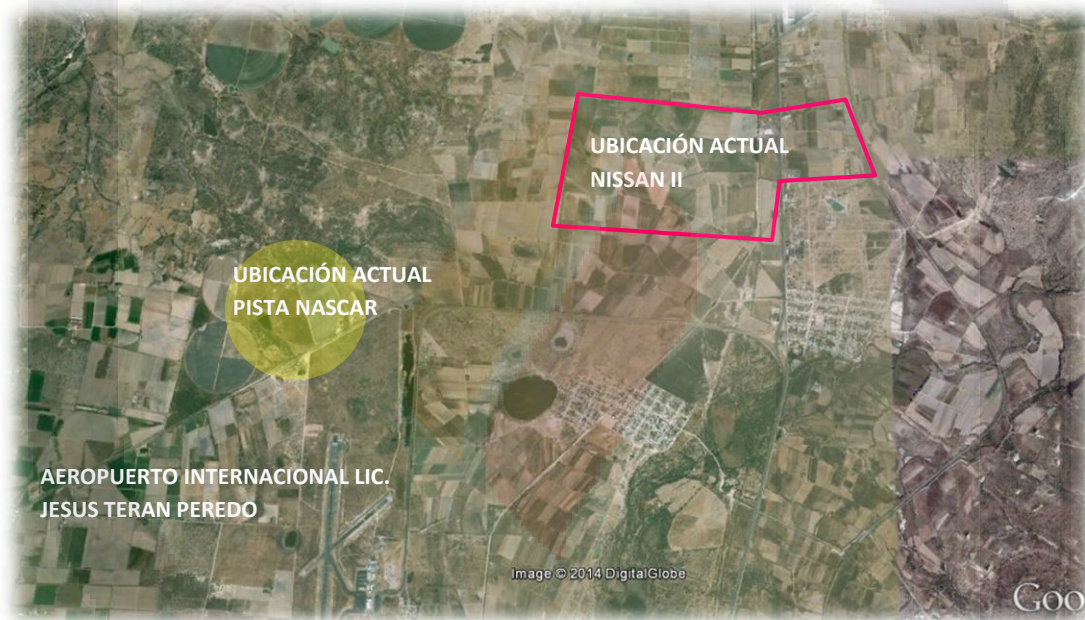 UBICACIÓN ACTUAL
NISSAN II
UBICACIÓN ACTUAL
PISTA NASCAR
AEROPUERTO INTERNACIONAL LIC.
JESUS TERAN PEREDO
Image © 2014 DigitalGlobe
Goo